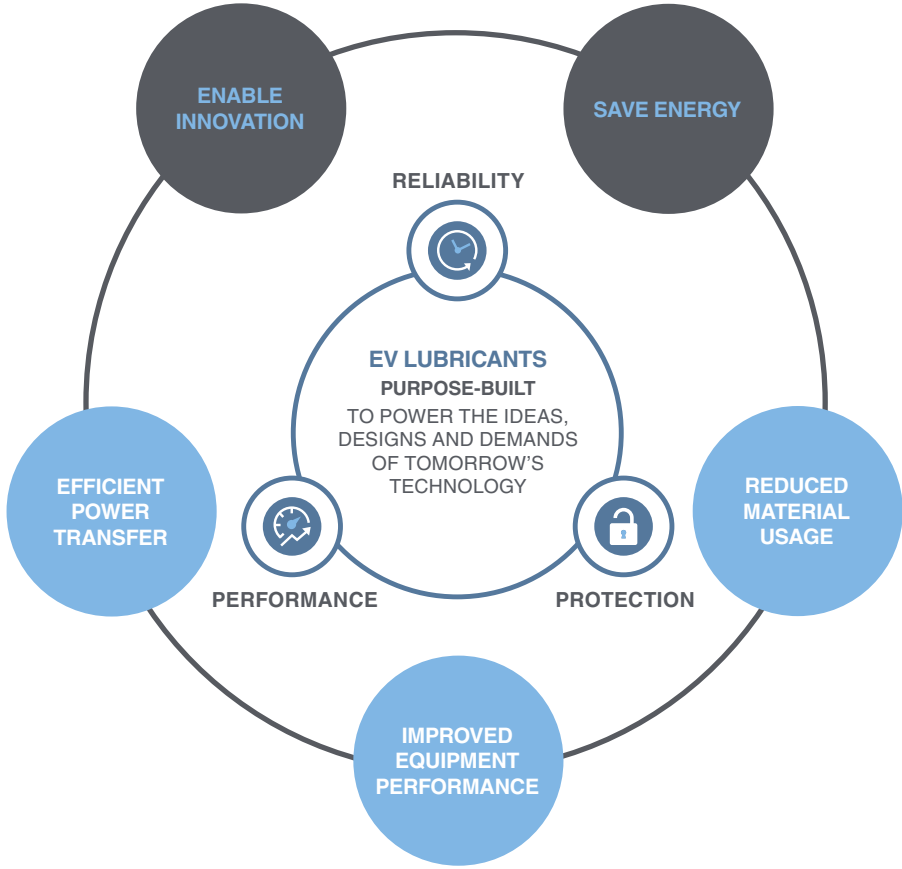 ENABLE
INNOVATION
SAVE ENERGY
RELIABILITY
EV LUBRICANTS
PURPOSE-BUILT
TO POWER THE IDEAS,
DESIGNS AND DEMANDS
OF TOMORROW'S
TECHNOLOGY
EFFICIENT
POWER
TRANSFER
REDUCED
MATERIAL
USAGE
PERFORMANCE
PROTECTION
IMPROVED
EQUIPMENT
PERFORMANCE